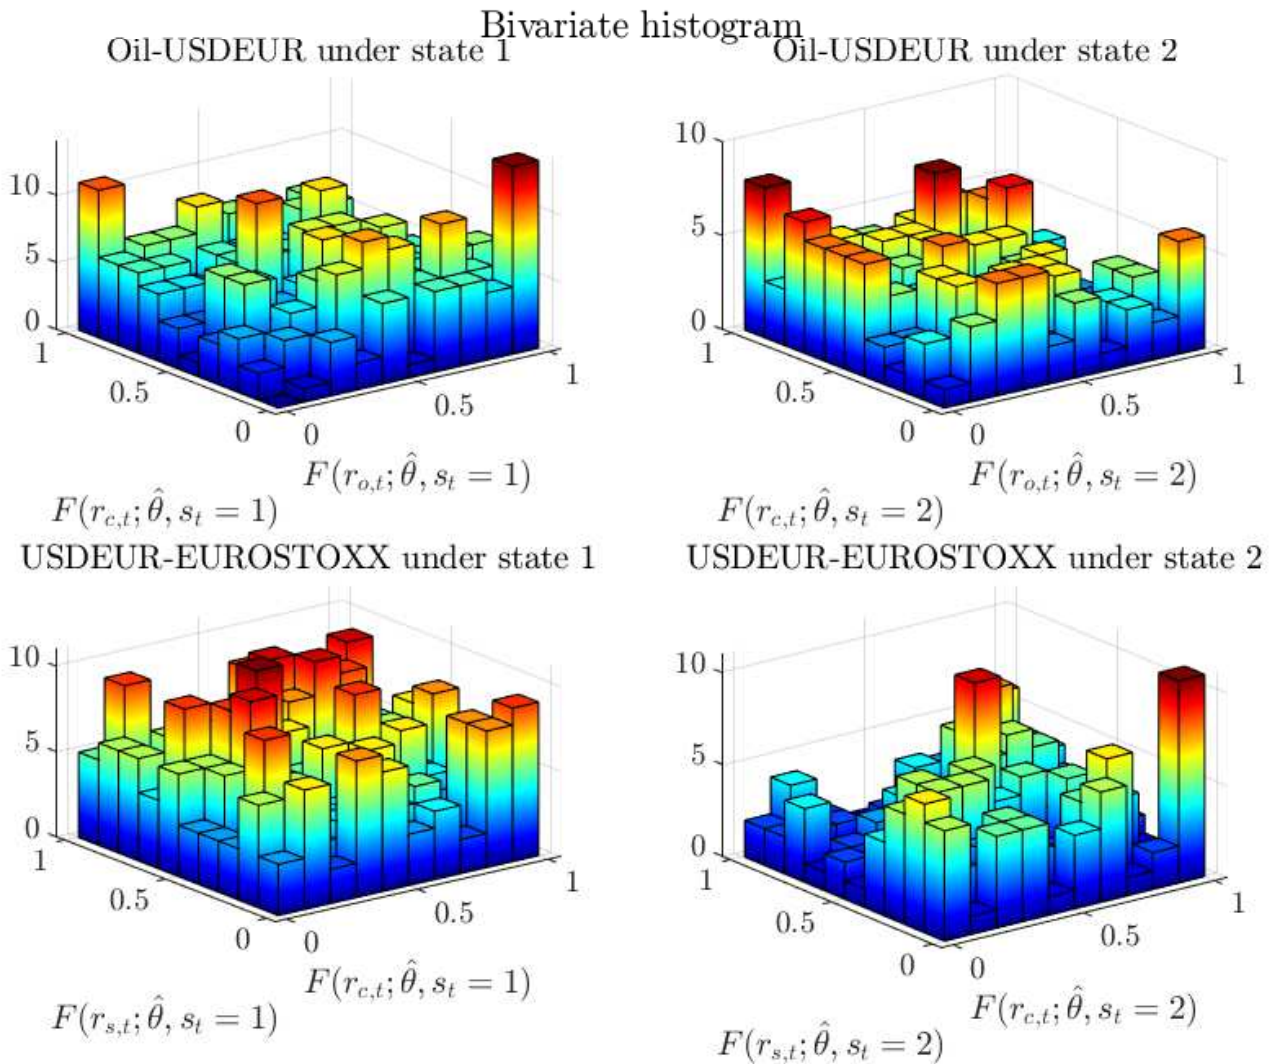 Bivariate histogram
Oil-USDEUR under state 1
10
5
0
1
0.5
0
0
0.5
1
F(r_{o,t}; θ̂, s_t = 1)
F(r_{c,t}; θ̂, s_t = 1)
Oil-USDEUR under state 2
10
5
0
1
0.5
0
0
0.5
1
F(r_{o,t}; θ̂, s_t = 2)
F(r_{c,t}; θ̂, s_t = 2)
USDEUR-EUROSTOXX under state 1
10
5
0
1
0.5
0
0
0.5
1
F(r_{c,t}; θ̂, s_t = 1)
F(r_{s,t}; θ̂, s_t = 1)
USDEUR-EUROSTOXX under state 2
10
5
0
1
0.5
0
0
0.5
1
F(r_{c,t}; θ̂, s_t = 2)
F(r_{s,t}; θ̂, s_t = 2)